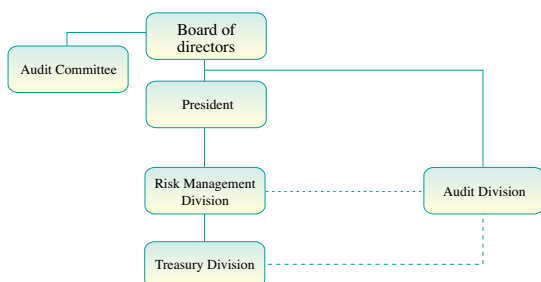 Board of
directors
Audit Committee
President
Risk Management
Division
Audit Division
Treasury Division